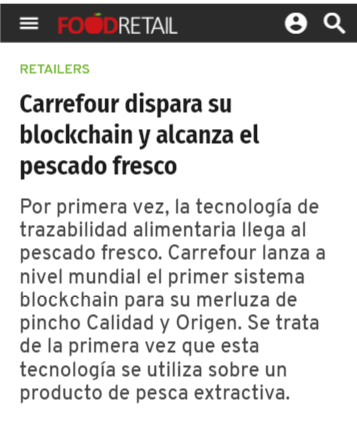 FOODRETAIL
RETAILERS
Carrefour dispara su
blockchain y alcanza el
pescado fresco
Por primera vez, la tecnología de
trazabilidad alimentaria llega al
pescado fresco. Carrefour lanza a
nivel mundial el primer sistema
blockchain para su merluza de
pincho Calidad y Origen. Se trata
de la primera vez que esta
tecnología se utiliza sobre un
producto de pesca extractiva.